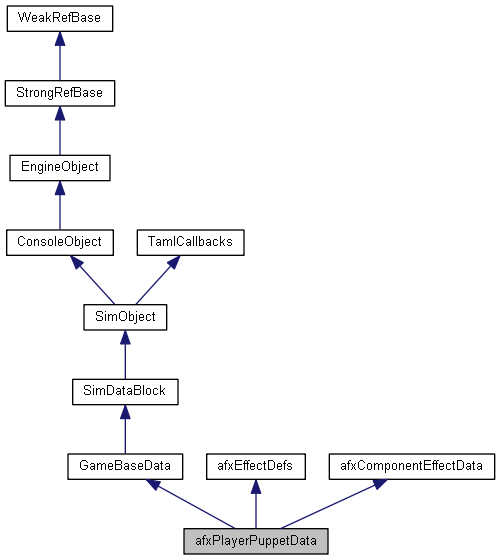 WeakRefBase
StrongRefBase
EngineObject
ConsoleObject
TamlCallbacks
SimObject
SimDataBlock
GameBaseData
afxEffectDefs
afxComponentEffectData
afxPlayerPuppetData